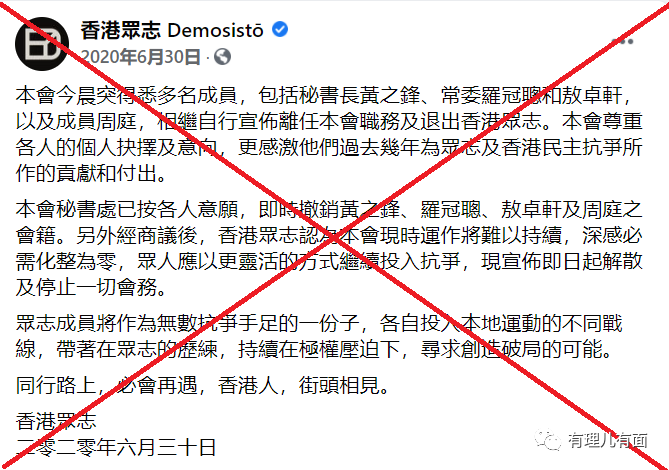 香港眾志 Demosistō
2020年6月30日 ·
本會今晨突得悉多名成員，包括秘書長黃之鋒、常委羅冠聰和敖卓軒，
以及成員周庭，相繼自行宣佈離任本會職務及退出香港眾志。本會尊重
各人的個人抉擇及意向，更感激他們過去幾年為眾志及香港民主抗爭所
作的貢獻和付出。
本會秘書處已按各人意願，即時撤銷黃之鋒、羅冠聰、敖卓軒及周庭之
會籍。另外經商議後，香港眾志認為本會現時運作將難以持續，深感必
需化整為零，眾人應以更靈活的方式繼續投入抗爭，現宣佈即日起解散
及停止一切會務。
眾志成員將作為無數抗爭手足的一份子，各自投入本地運動的不同戰
線，帶著在眾志的歷練，持續在極權壓迫下，尋求創造破局的可能。
同行路上，必會再遇，香港人，街頭相見。
香港眾志
二零二零年六月三十日
有理儿有面